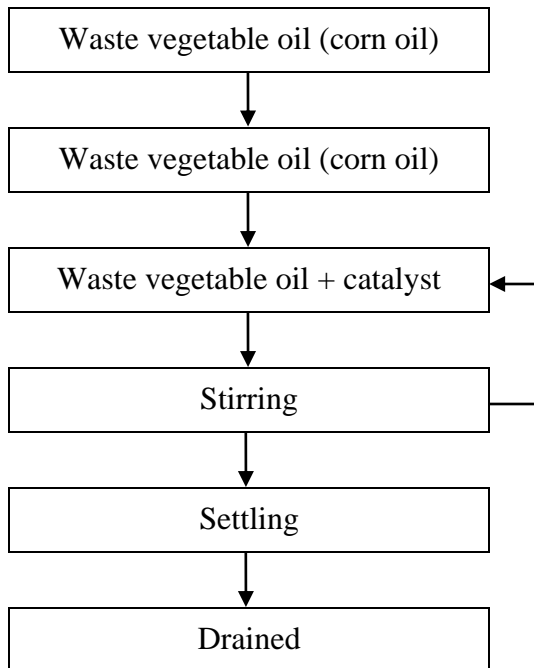 Waste vegetable oil (corn oil)
Waste vegetable oil (corn oil)
Waste vegetable oil + catalyst
Stirring
Settling
Drained